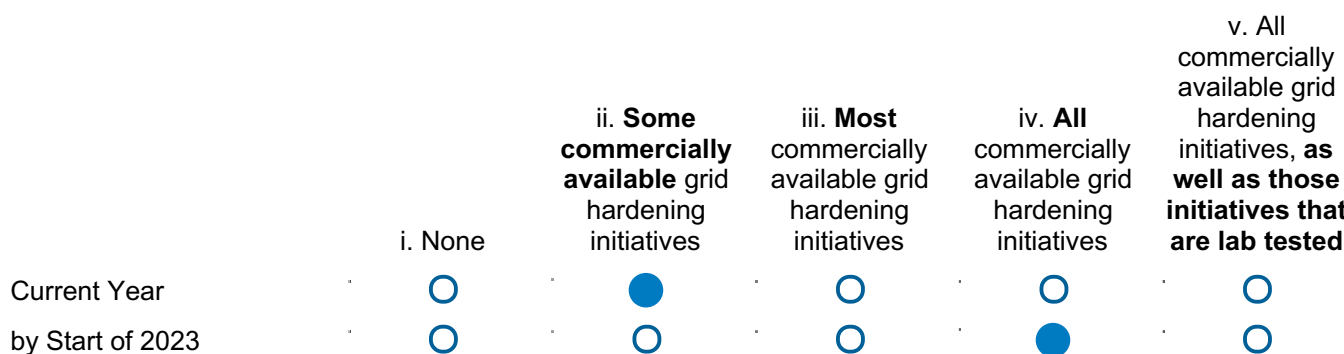 i. None
ii. Some
commercially
available grid
hardening
initiatives
iii. Most
commercially
available grid
hardening
initiatives
iv. All
commercially
available grid
hardening
initiatives
v. All
commercially
available grid
hardening
initiatives, as
well as those
initiatives that
are lab tested
Current Year
by Start of 2023